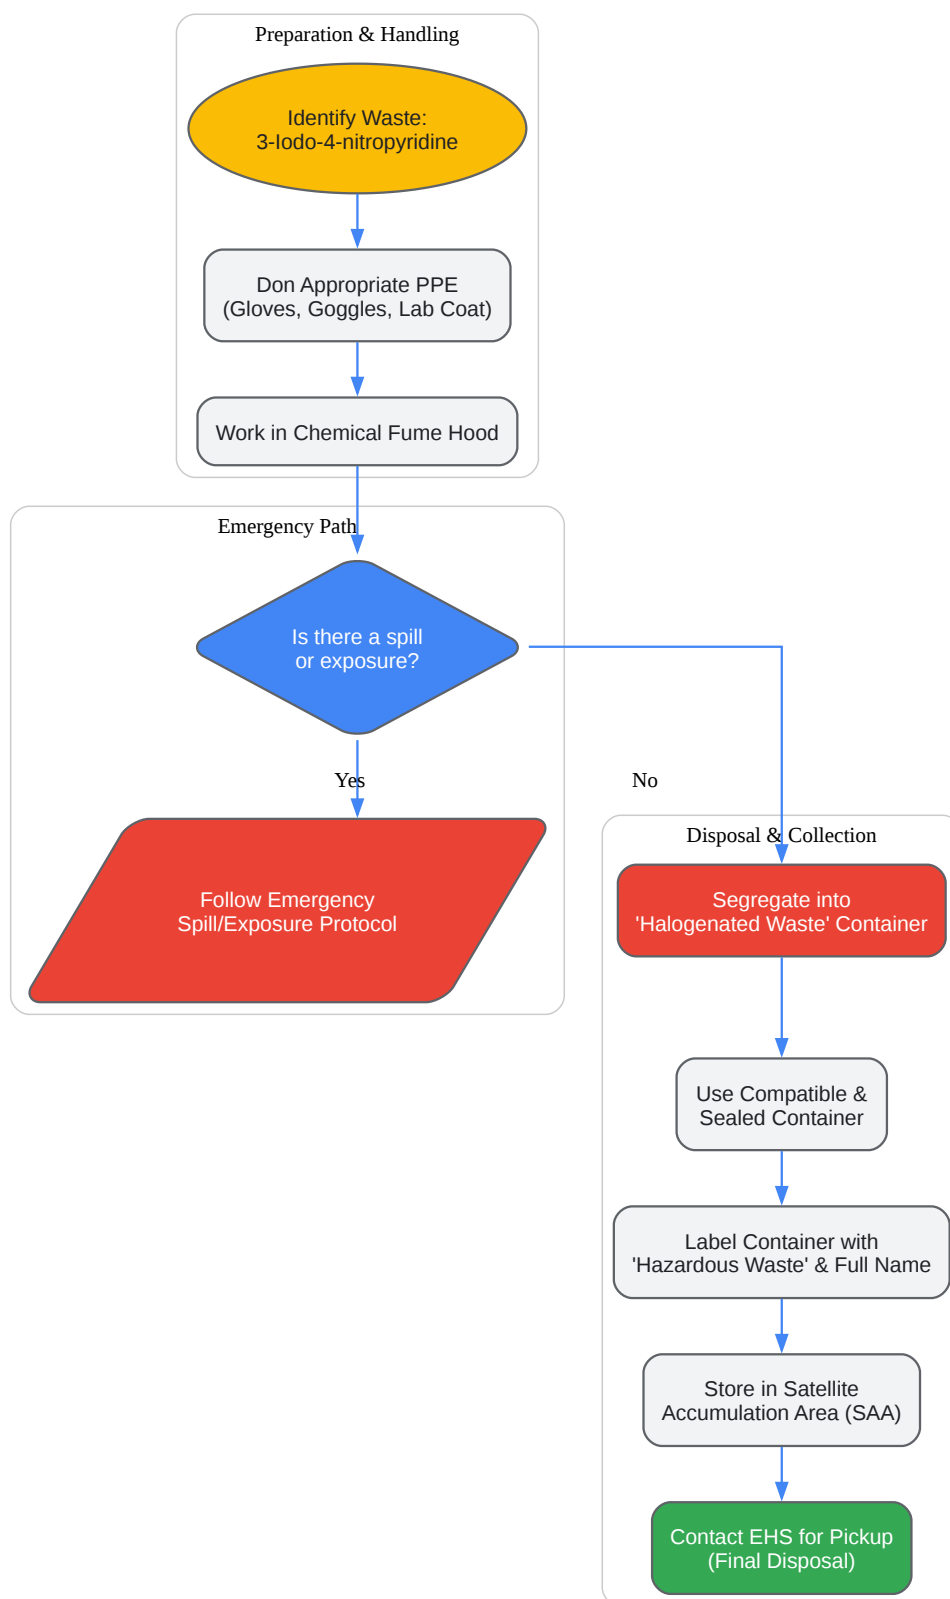 Preparation & Handling
Identify Waste:
3-Iodo-4-nitropyridine
Don Appropriate PPE
(Gloves, Goggles, Lab Coat)
Work in Chemical Fume Hood
Emergency Path
Is there a spill
or exposure?
Yes
No
Follow Emergency
Spill/Exposure Protocol
Disposal & Collection
Segregate into
'Halogenated Waste' Container
Use Compatible &
Sealed Container
Label Container with
'Hazardous Waste' & Full Name
Store in Satellite
Accumulation Area (SAA)
Contact EHS for Pickup
(Final Disposal)